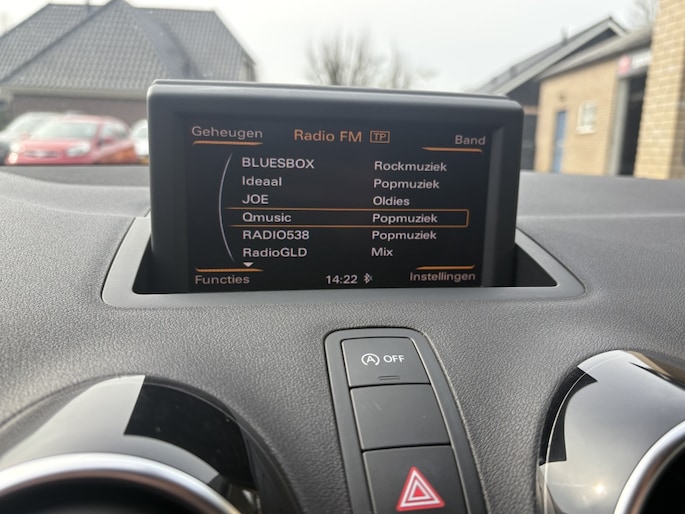 Geheugen Radio FM TP Band
BLUESBOX Rockmuziek
Ideaal Popmuziek
JOE Oldies
Qmusic Popmuziek
RADIO538 Popmuziek
RadioGLD Mix
Functies 14:22 Instellingen
A OFF